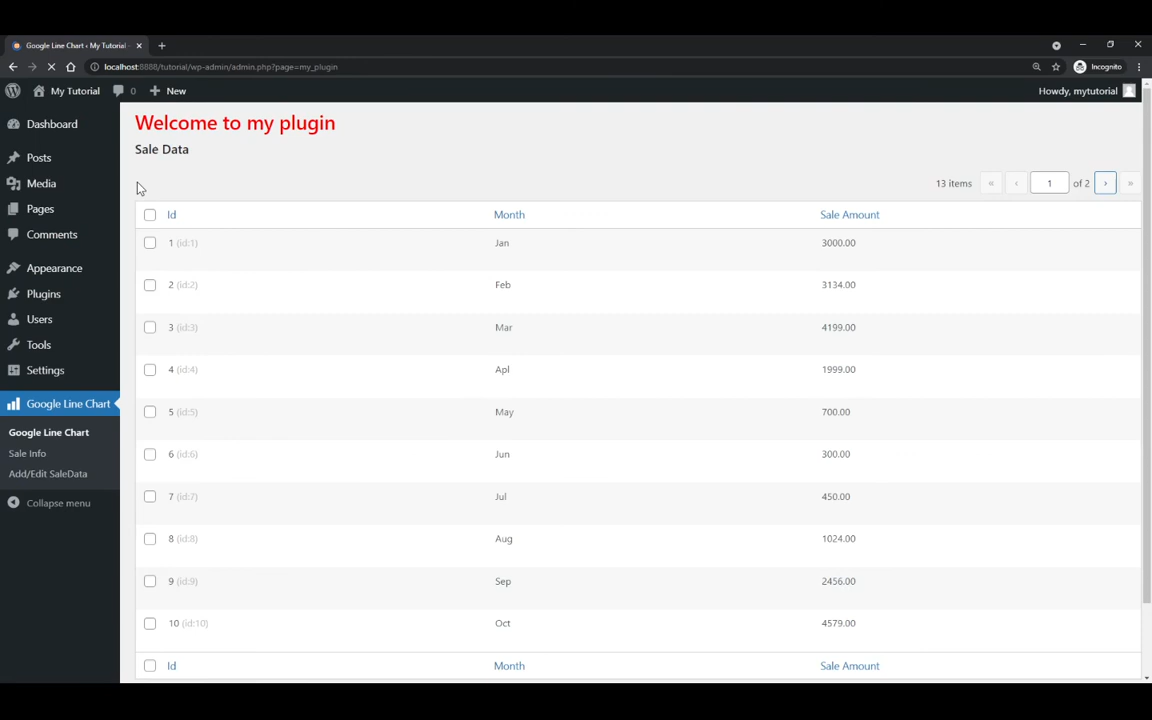 Google Line Chart ‹ My Tutorial -
localhost:8888/tutorial/wp-admin/admin.php?page=my_plugin
Incognito
My Tutorial 0 New
Howdy, mytutorial
Dashboard
Posts
Media
Pages
Comments
Appearance
Plugins
Users
Tools
Settings
Google Line Chart
Google Line Chart
Sale Info
Add/Edit SaleData
Collapse menu
Welcome to my plugin
Sale Data
13 items « ‹ 1 of 2 › »
Id Month Sale Amount
1 (id:1) Jan 3000.00
2 (id:2) Feb 3134.00
3 (id:3) Mar 4199.00
4 (id:4) Apl 1999.00
5 (id:5) May 700.00
6 (id:6) Jun 300.00
7 (id:7) Jul 450.00
8 (id:8) Aug 1024.00
9 (id:9) Sep 2456.00
10 (id:10) Oct 4579.00
Id Month Sale Amount